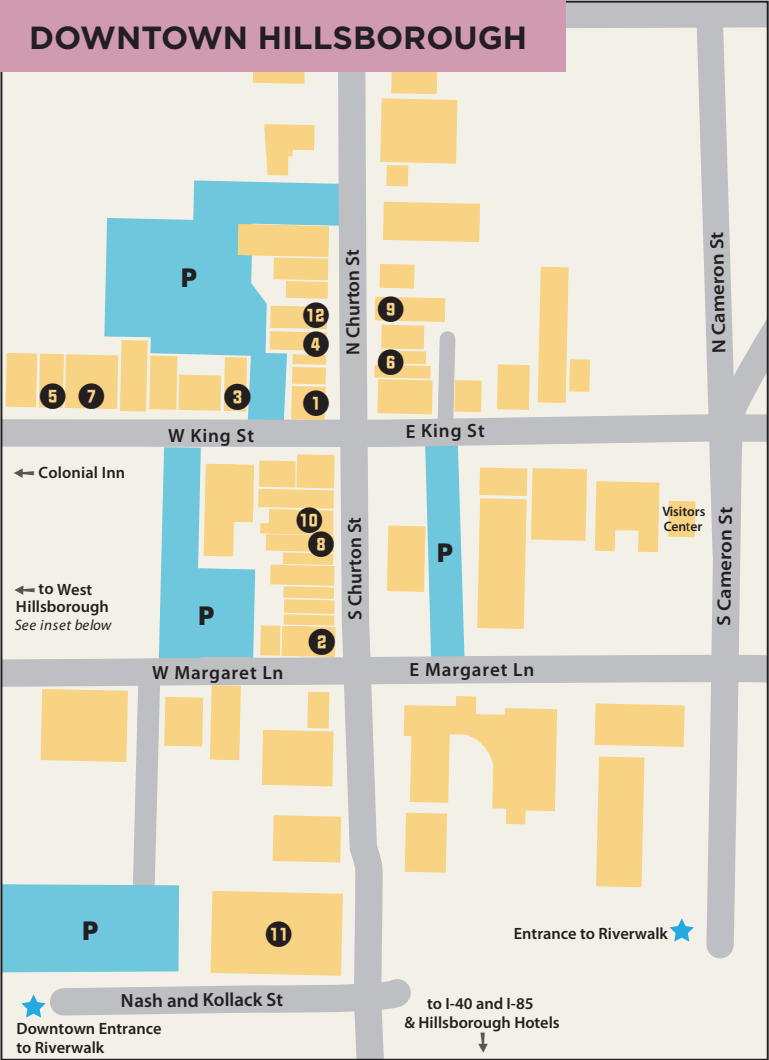 DOWNTOWN HILLSBOROUGH
N Churton St
N Cameron St
P
12
9
4
6
5
7
3
1
W King St
E King St
Colonial Inn
10
8
Visitors
Center
S Churton St
S Cameron St
P
to West
Hillsborough
See inset below
P
2
W Margaret Ln
E Margaret Ln
P
11
Entrance to Riverwalk
Nash and Kollack St
to I-40 and I-85
& Hillsborough Hotels
Downtown Entrance
to Riverwalk